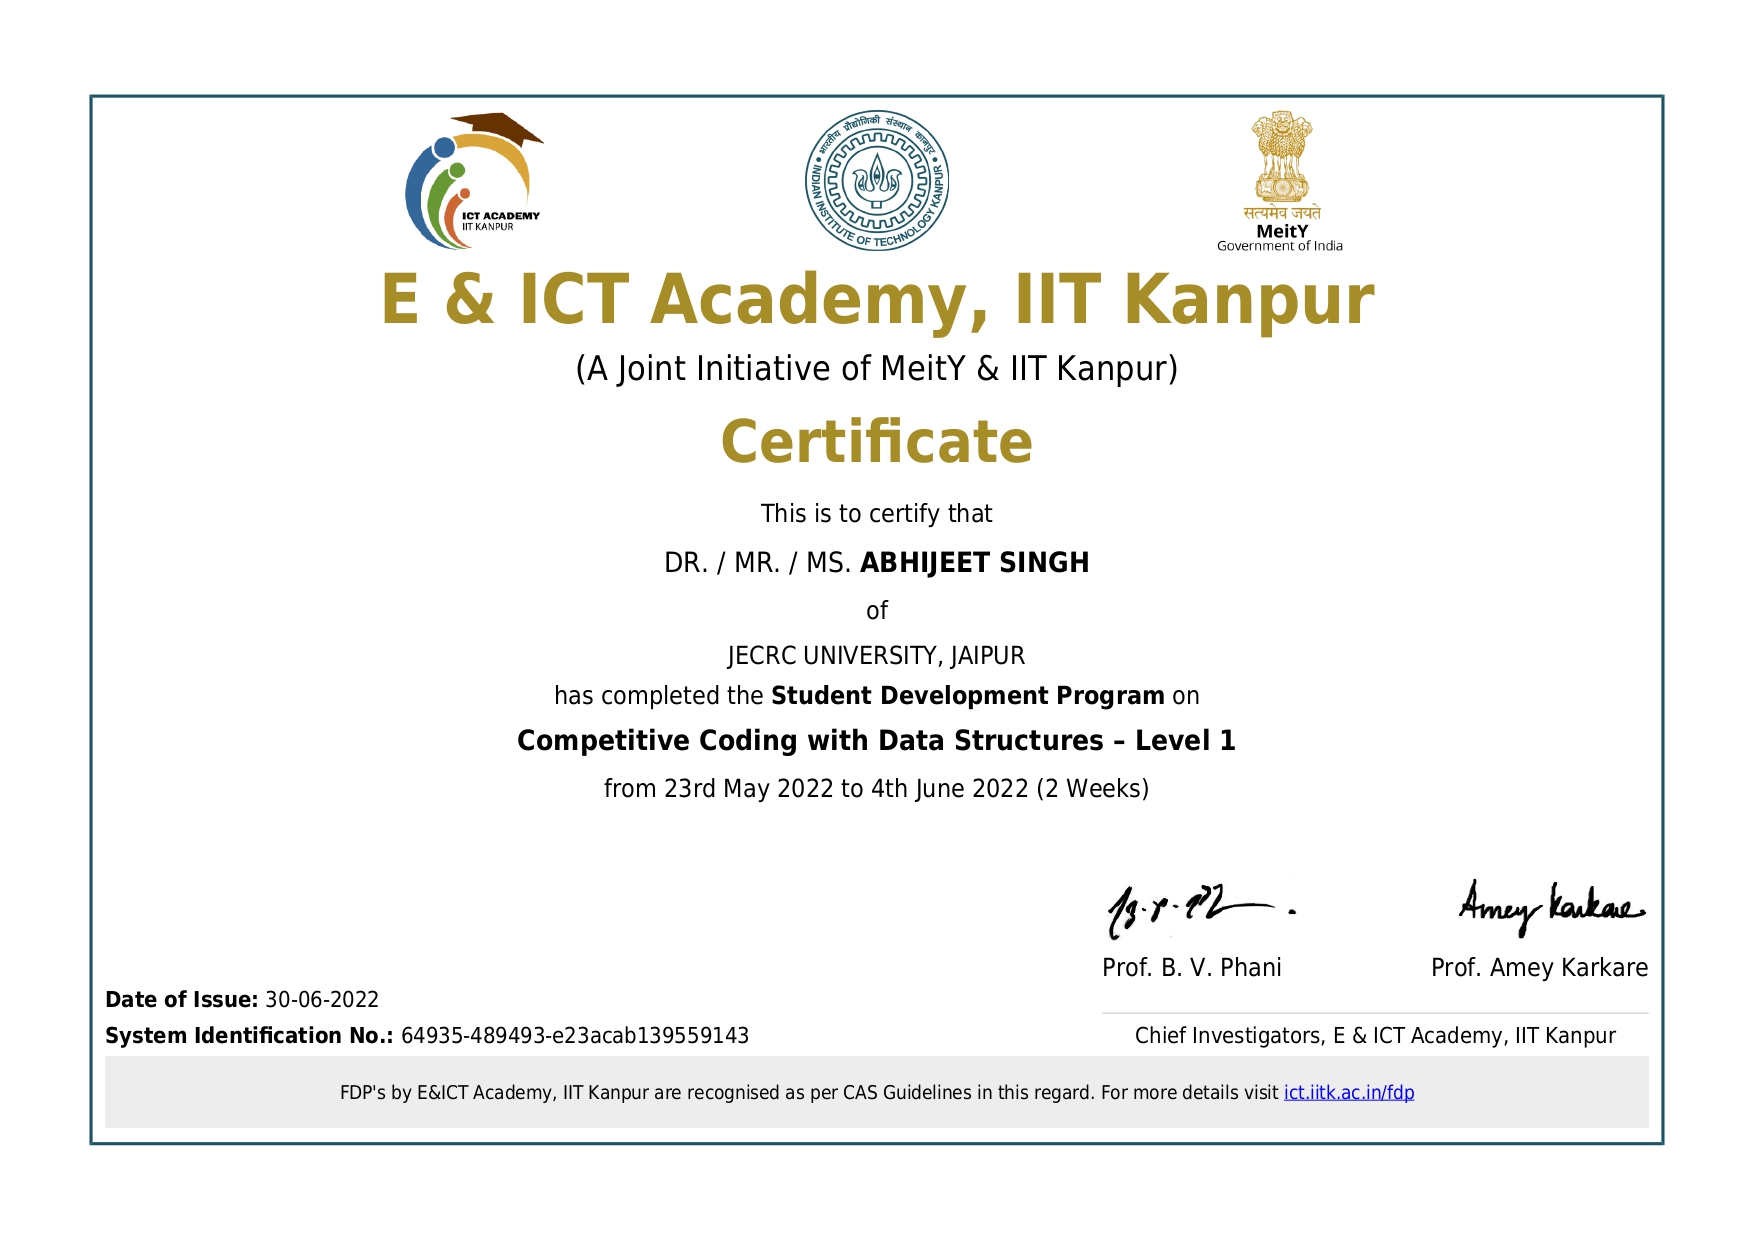 ICT ACADEMY
IIT KANPUR
भारतीय प्रौद्योगिकी संस्थान कानपुर
INDIAN INSTITUTE OF TECHNOLOGY KANPUR
सत्यमेव जयते
MeitY
Government of India
E & ICT Academy, IIT Kanpur
(A Joint Initiative of MeitY & IIT Kanpur)
Certificate
This is to certify that
DR. / MR. / MS. ABHIJEET SINGH
of
JECRC UNIVERSITY, JAIPUR
has completed the Student Development Program on
Competitive Coding with Data Structures – Level 1
from 23rd May 2022 to 4th June 2022 (2 Weeks)
Amey Karkare
Prof. B. V. Phani Prof. Amey Karkare
Date of Issue: 30-06-2022
System Identification No.: 64935-489493-e23acab139559143 Chief Investigators, E & ICT Academy, IIT Kanpur
FDP's by E&ICT Academy, IIT Kanpur are recognised as per CAS Guidelines in this regard. For more details visit ict.iitk.ac.in/fdp